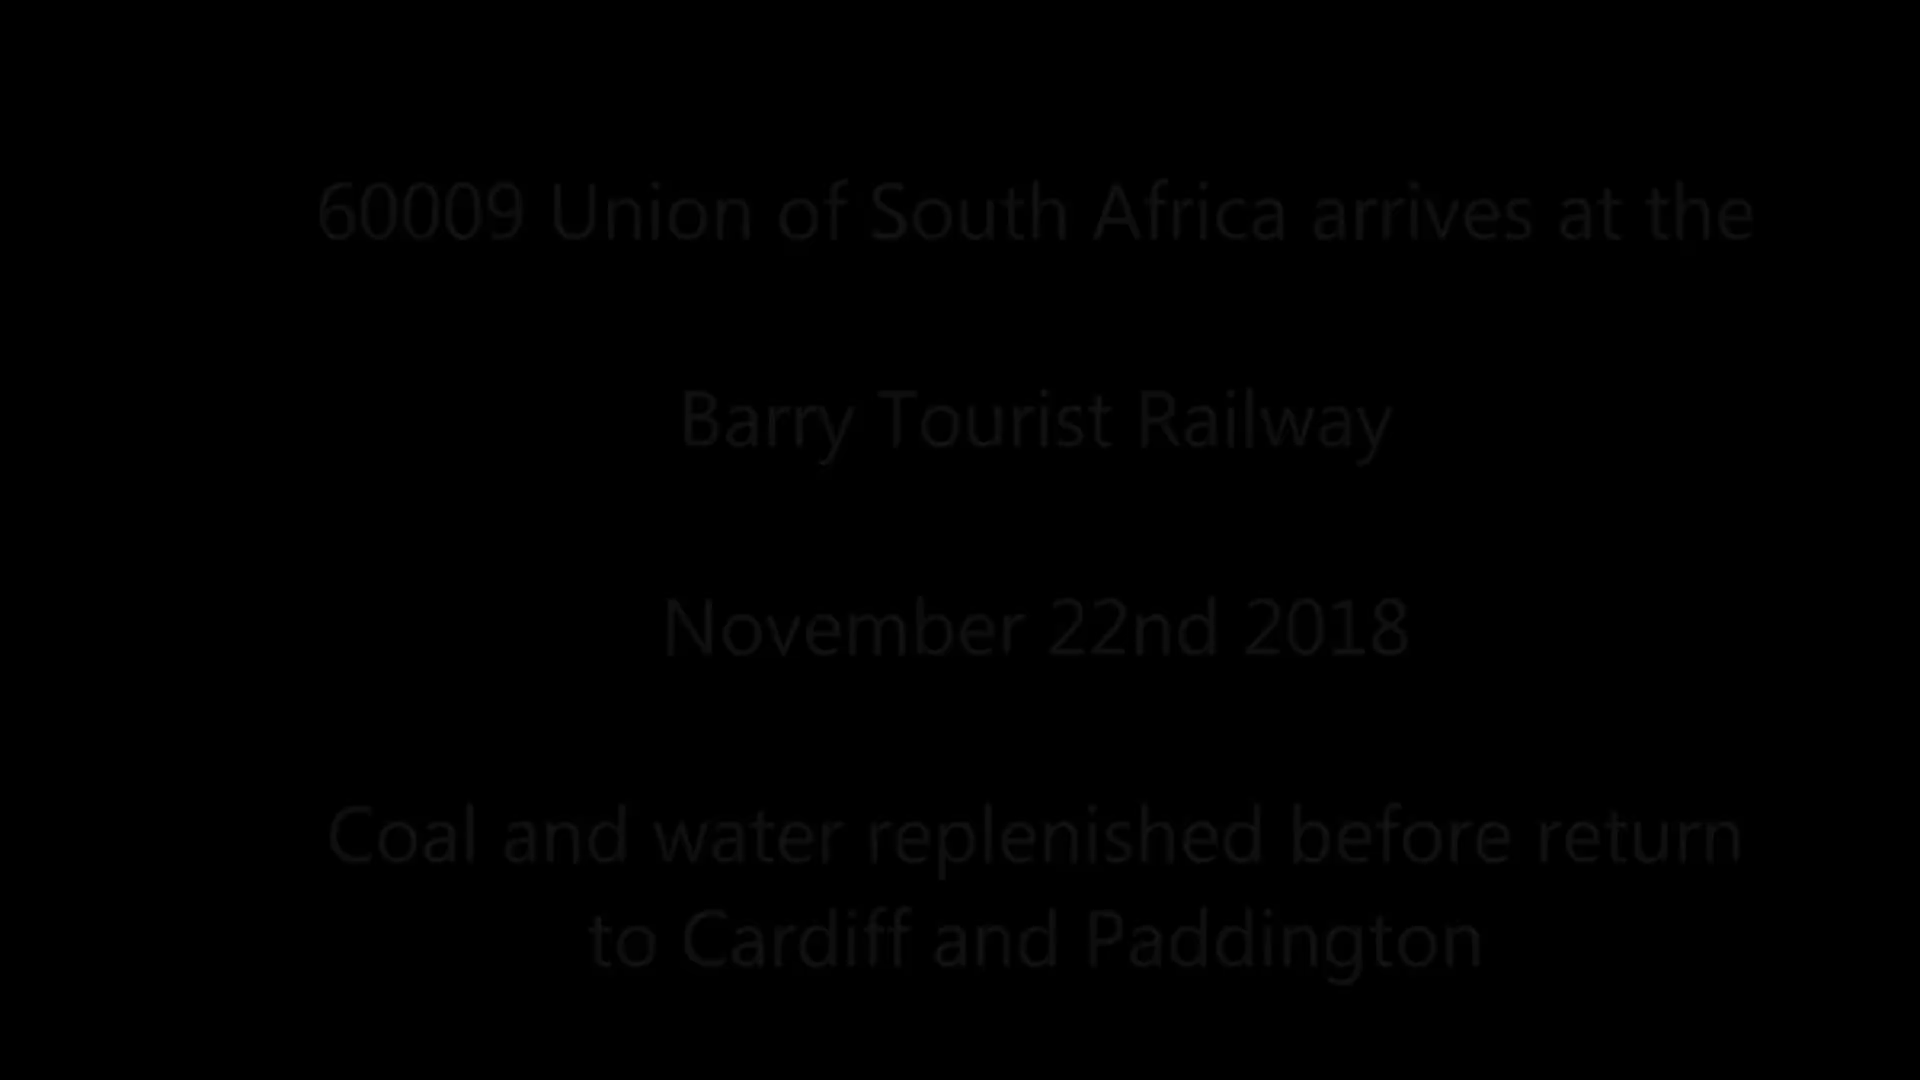 60009 Union of South Africa arrives at the
Barry Tourist Railway
November 22nd 2018
Coal and water replenished before return
to Cardiff and Paddington